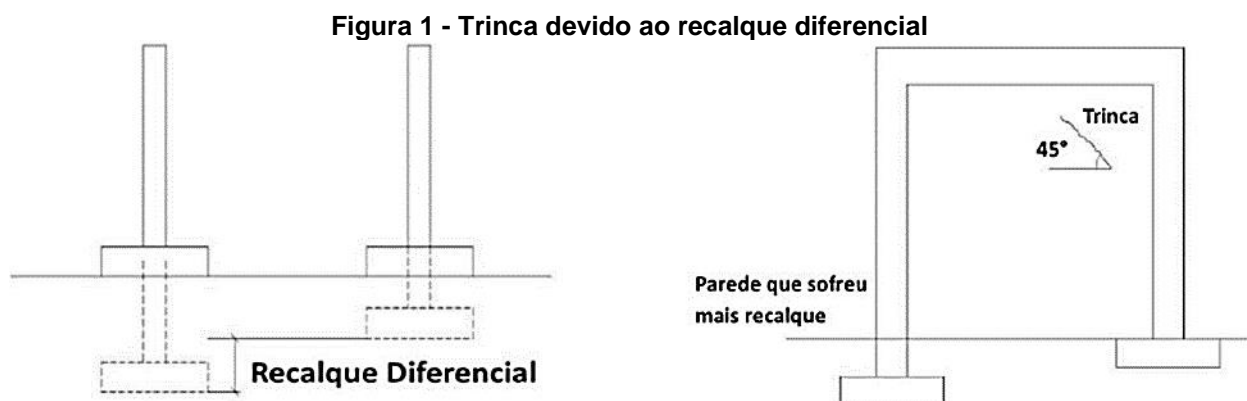 Figura 1 - Trinca devido ao recalque diferencial
Recalque Diferencial
Trinca
45°
Parede que sofreu
mais recalque